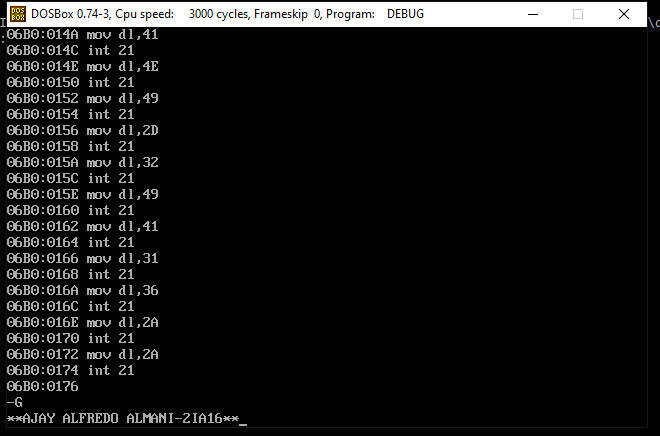 DOSBox 0.74-3, Cpu speed: 3000 cycles, Frameskip 0, Program: DEBUG
06B0:014A mov dl,41
06B0:014C int 21
06B0:014E mov dl,4E
06B0:0150 int 21
06B0:0152 mov dl,49
06B0:0154 int 21
06B0:0156 mov dl,2D
06B0:0158 int 21
06B0:015A mov dl,32
06B0:015C int 21
06B0:015E mov dl,49
06B0:0160 int 21
06B0:0162 mov dl,41
06B0:0164 int 21
06B0:0166 mov dl,31
06B0:0168 int 21
06B0:016A mov dl,36
06B0:016C int 21
06B0:016E mov dl,2A
06B0:0170 int 21
06B0:0172 mov dl,2A
06B0:0174 int 21
06B0:0176
-G
**AJAY ALFREDO ALMANI-2IA16**_